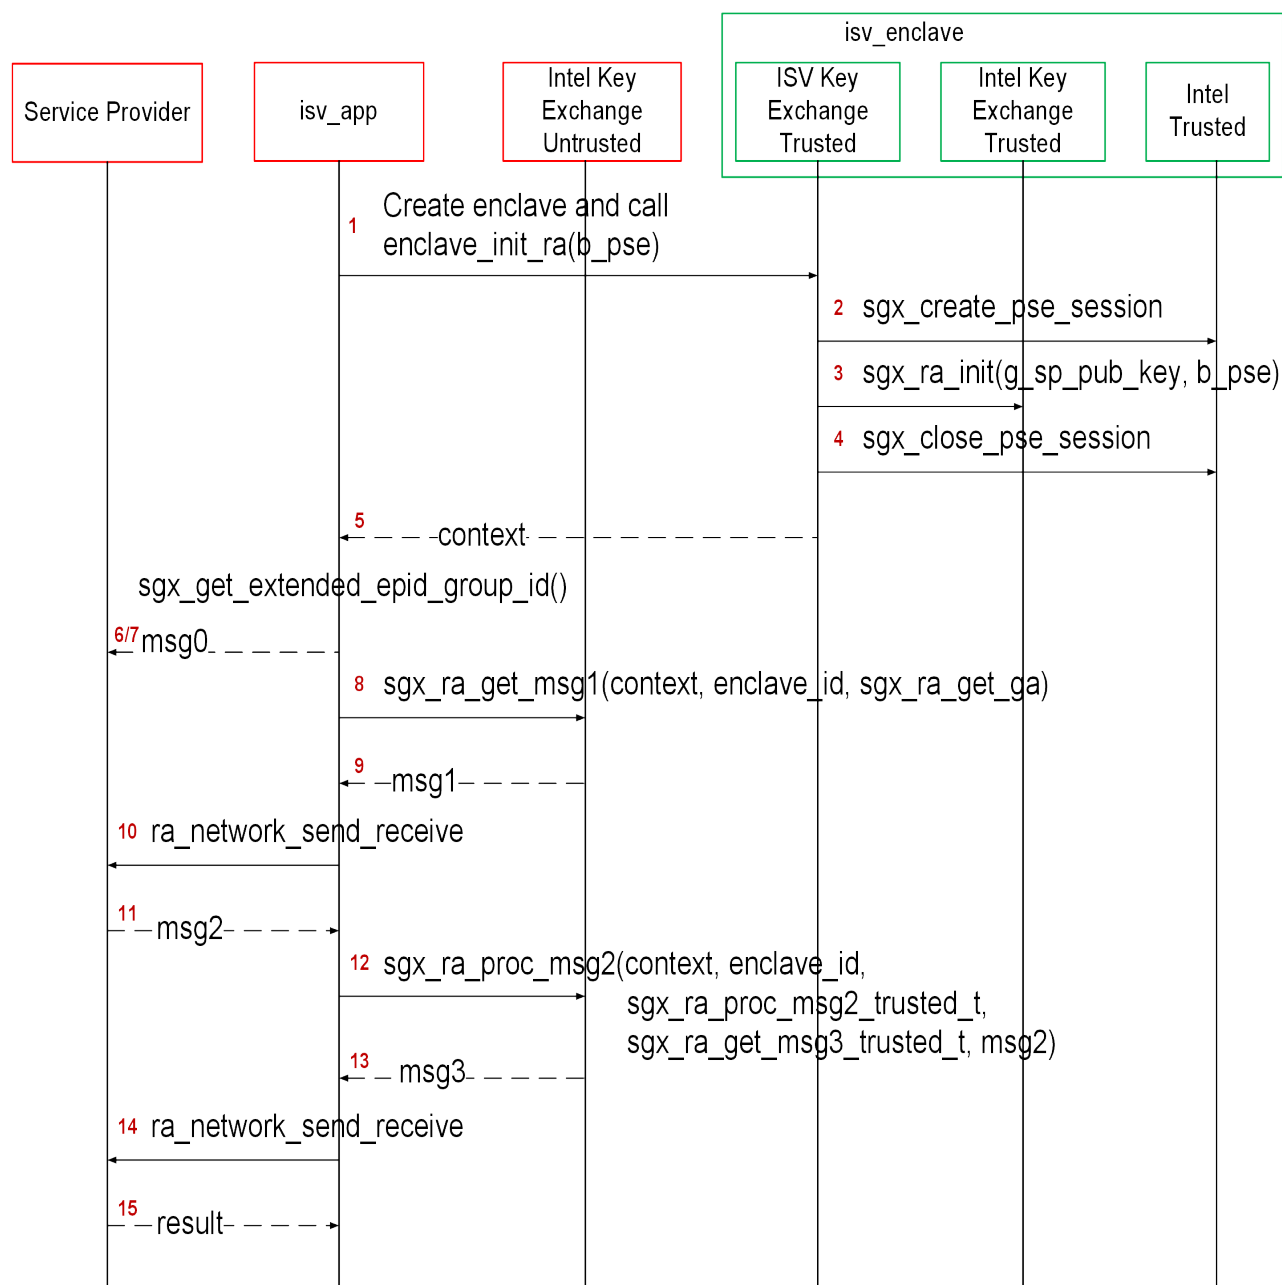 isv_enclave
Service Provider
isv_app
Intel Key
Exchange
Untrusted
ISV Key
Exchange
Trusted
Intel Key
Exchange
Trusted
Intel
Trusted
1 Create enclave and call
enclave_init_ra(b_pse)
2 sgx_create_pse_session
3 sgx_ra_init(g_sp_pub_key, b_pse)
4 sgx_close_pse_session
5 context
sgx_get_extended_epid_group_id()
6/7 msg0
8 sgx_ra_get_msg1(context, enclave_id, sgx_ra_get_ga)
9 msg1
10 ra_network_send_receive
11 msg2
12 sgx_ra_proc_msg2(context, enclave_id,
sgx_ra_proc_msg2_trusted_t,
sgx_ra_get_msg3_trusted_t, msg2)
13 msg3
14 ra_network_send_receive
15 result